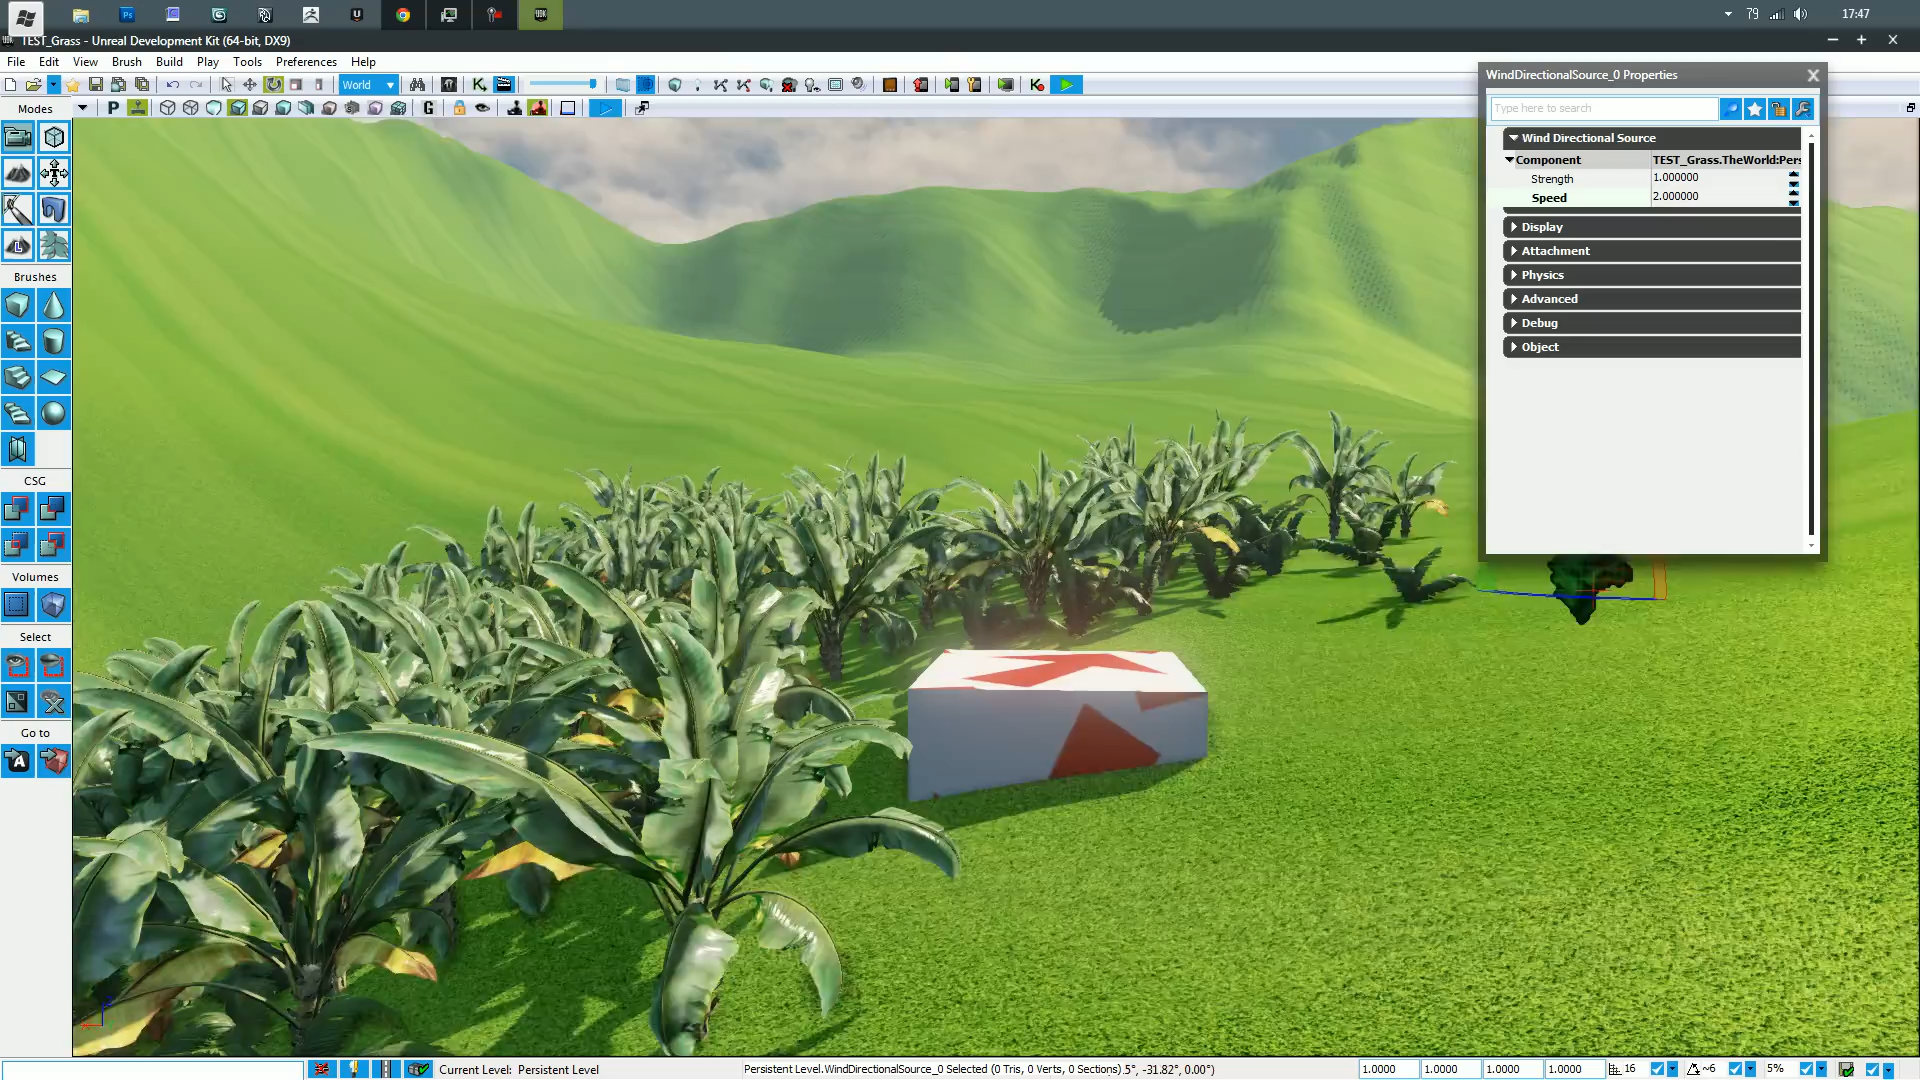 79
17:47
TEST_Grass - Unreal Development Kit (64-bit, DX9)
File Edit View Brush Build Play Tools Preferences Help
World
Modes
P
G
Brushes
CSG
Volumes
Select
Go to
WindDirectionalSource_0 Properties
Type here to search
Wind Directional Source
Component TEST_Grass.TheWorld:Pers
Strength 1.000000
Speed 2.000000
Display
Attachment
Physics
Advanced
Debug
Object
Current Level: Persistent Level
Persistent Level.WindDirectionalSource_0 Selected (0 Tris, 0 Verts, 0 Sections) .5°, -31.82°, 0.00°)
1.0000 1.0000 1.0000 1.0000 16 ~6 5%